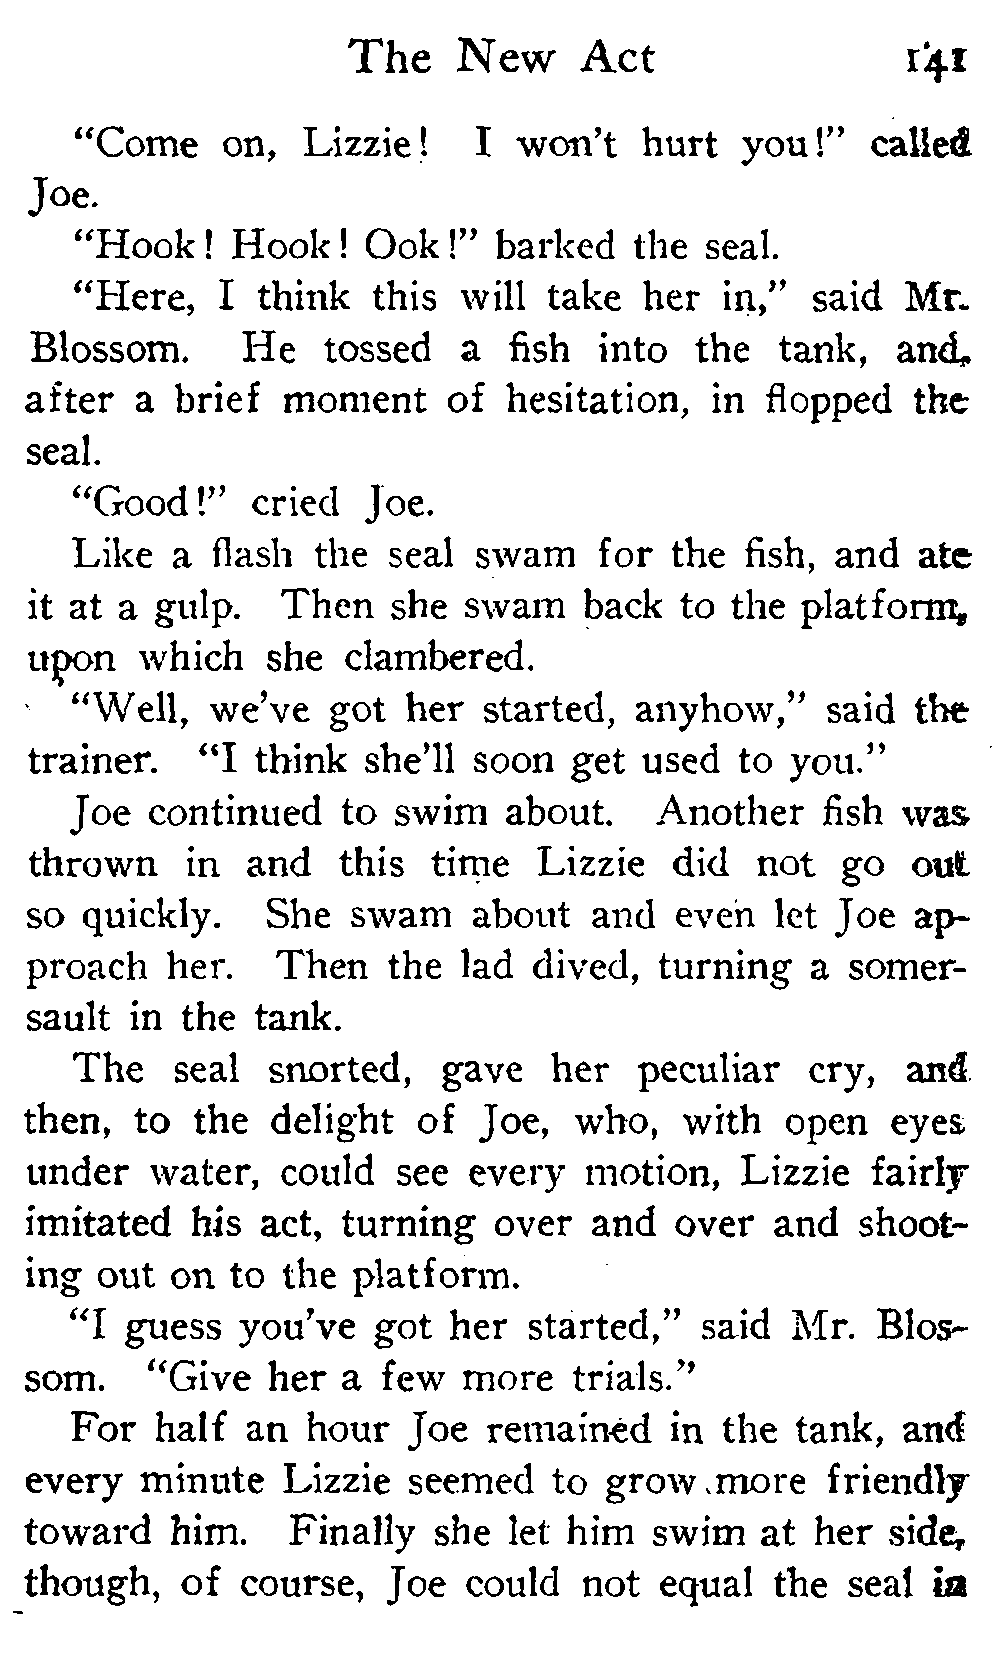 The New Act 141
"Come on, Lizzie! I won't hurt you!" called
Joe.
"Hook! Hook! Ook!" barked the seal.
"Here, I think this will take her in," said Mr.
Blossom. He tossed a fish into the tank, and,
after a brief moment of hesitation, in flopped the
seal.
"Good!" cried Joe.
Like a flash the seal swam for the fish, and ate
it at a gulp. Then she swam back to the platform,
upon which she clambered.
"Well, we've got her started, anyhow," said the
trainer. "I think she'll soon get used to you."
Joe continued to swim about. Another fish was
thrown in and this time Lizzie did not go out
so quickly. She swam about and even let Joe ap-
proach her. Then the lad dived, turning a somer-
sault in the tank.
The seal snorted, gave her peculiar cry, and
then, to the delight of Joe, who, with open eyes
under water, could see every motion, Lizzie fairly
imitated his act, turning over and over and shoot-
ing out on to the platform.
"I guess you've got her started," said Mr. Blos-
som. "Give her a few more trials."
For half an hour Joe remained in the tank, and
every minute Lizzie seemed to grow more friendly
toward him. Finally she let him swim at her side,
though, of course, Joe could not equal the seal in